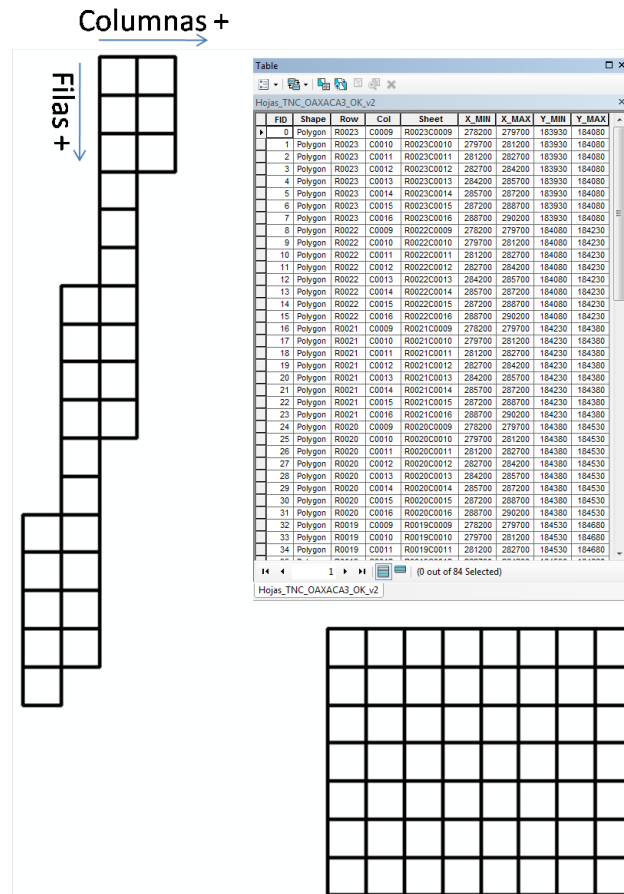 Columnas +
Filas +
Table
Hojas_TNC_OAXACA3_OK_v2
FID Shape Row Col Sheet X_MIN X_MAX Y_MIN Y_MAX
0 Polygon R0023 C0009 R0023C0009 278200 279700 183930 184080
1 Polygon R0023 C0010 R0023C0010 279700 281200 183930 184080
2 Polygon R0023 C0011 R0023C0011 281200 282700 183930 184080
3 Polygon R0023 C0012 R0023C0012 282700 284200 183930 184080
4 Polygon R0023 C0013 R0023C0013 284200 285700 183930 184080
5 Polygon R0023 C0014 R0023C0014 285700 287200 183930 184080
6 Polygon R0023 C0015 R0023C0015 287200 288700 183930 184080
7 Polygon R0023 C0016 R0023C0016 288700 290200 183930 184080
8 Polygon R0022 C0009 R0022C0009 278200 279700 184080 184230
9 Polygon R0022 C0010 R0022C0010 279700 281200 184080 184230
10 Polygon R0022 C0011 R0022C0011 281200 282700 184080 184230
11 Polygon R0022 C0012 R0022C0012 282700 284200 184080 184230
12 Polygon R0022 C0013 R0022C0013 284200 285700 184080 184230
13 Polygon R0022 C0014 R0022C0014 285700 287200 184080 184230
14 Polygon R0022 C0015 R0022C0015 287200 288700 184080 184230
15 Polygon R0022 C0016 R0022C0016 288700 290200 184080 184230
16 Polygon R0021 C0009 R0021C0009 278200 279700 184230 184380
17 Polygon R0021 C0010 R0021C0010 279700 281200 184230 184380
18 Polygon R0021 C0011 R0021C0011 281200 282700 184230 184380
19 Polygon R0021 C0012 R0021C0012 282700 284200 184230 184380
20 Polygon R0021 C0013 R0021C0013 284200 285700 184230 184380
21 Polygon R0021 C0014 R0021C0014 285700 287200 184230 184380
22 Polygon R0021 C0015 R0021C0015 287200 288700 184230 184380
23 Polygon R0021 C0016 R0021C0016 288700 290200 184230 184380
24 Polygon R0020 C0009 R0020C0009 278200 279700 184380 184530
25 Polygon R0020 C0010 R0020C0010 279700 281200 184380 184530
26 Polygon R0020 C0011 R0020C0011 281200 282700 184380 184530
27 Polygon R0020 C0012 R0020C0012 282700 284200 184380 184530
28 Polygon R0020 C0013 R0020C0013 284200 285700 184380 184530
29 Polygon R0020 C0014 R0020C0014 285700 287200 184380 184530
30 Polygon R0020 C0015 R0020C0015 287200 288700 184380 184530
31 Polygon R0020 C0016 R0020C0016 288700 290200 184380 184530
32 Polygon R0019 C0009 R0019C0009 278200 279700 184530 184680
33 Polygon R0019 C0010 R0019C0010 279700 281200 184530 184680
34 Polygon R0019 C0011 R0019C0011 281200 282700 184530 184680
1 (0 out of 84 Selected)
Hojas_TNC_OAXACA3_OK_v2